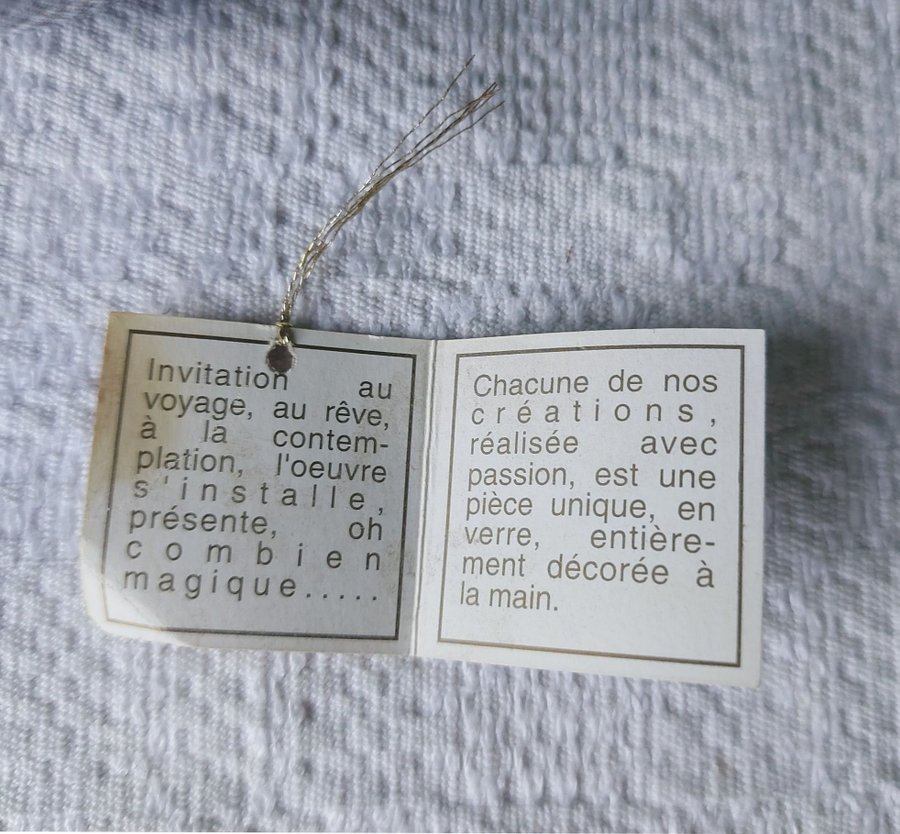 Invitation au
voyage, au rêve,
à la contem-
plation, l'oeuvre
s'installe,
présente, oh
combien
magique.....
Chacune de nos
créations,
réalisée avec
passion, est une
pièce unique, en
verre, entière-
ment décorée à
la main.